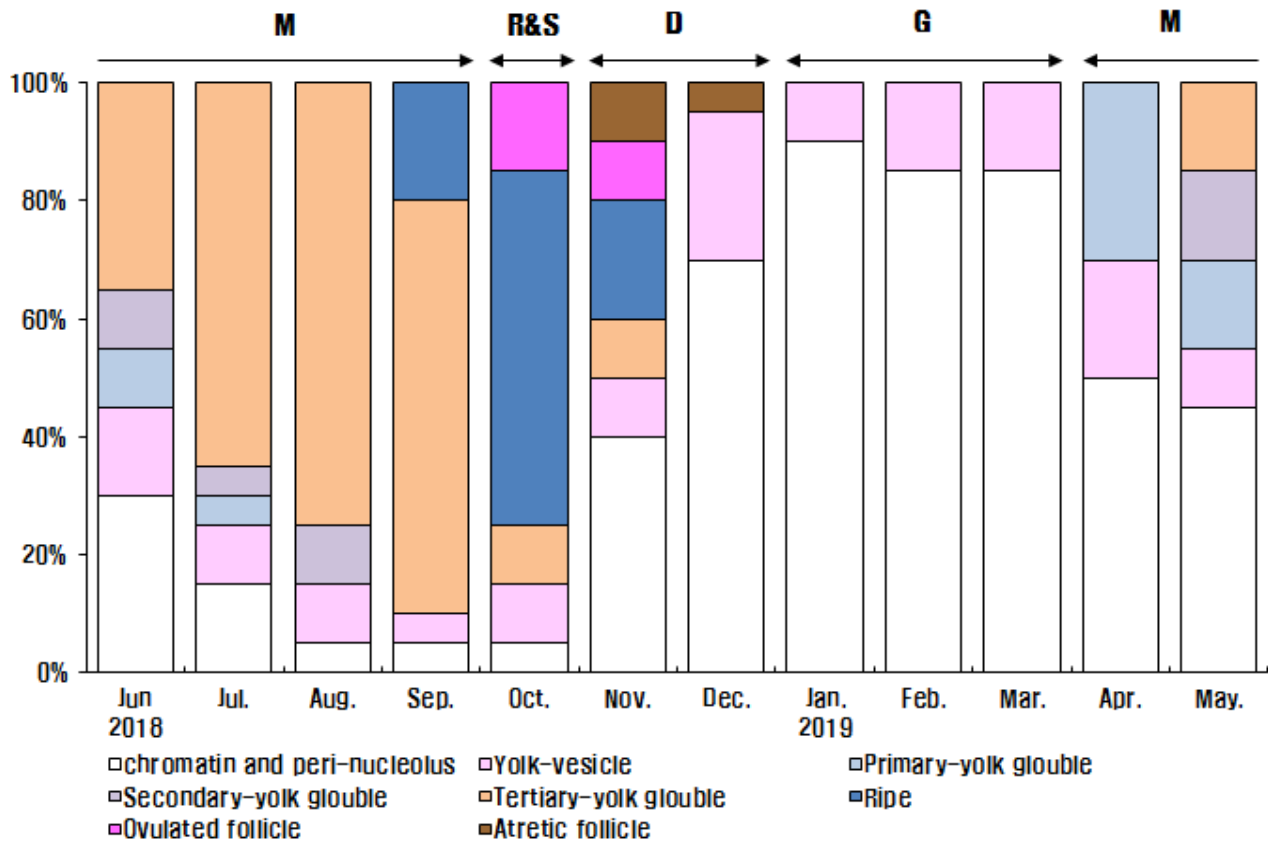 M R&S D G M
100%
80%
60%
40%
20%
0%
Jun Jul. Aug. Sep. Oct. Nov. Dec. Jan. Feb. Mar. Apr. May.
2018 2019
chromatin and peri-nucleolus Yolk-vesicle Primary-yolk glouble
Secondary-yolk glouble Tertiary-yolk glouble Ripe
Ovulated follicle Atretic follicle